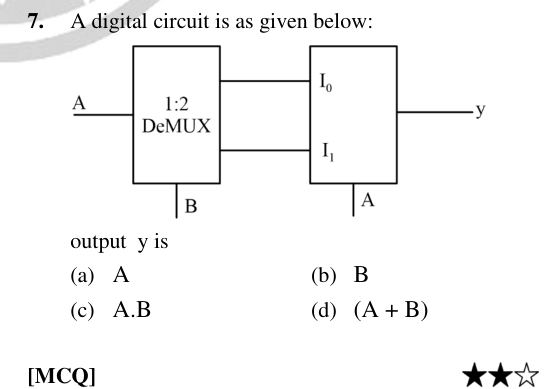 7. A digital circuit is as given below:
A
1:2
DeMUX
B
I₀
I₁
A
y
output y is
(a) A (b) B
(c) A.B (d) (A + B)
[MCQ] ★★☆